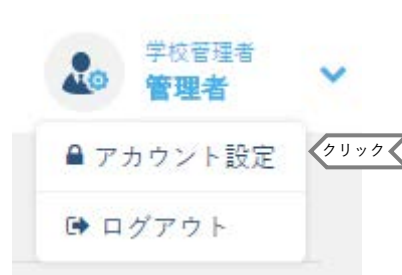 学校管理者
管理者
アカウント設定
クリック
ログアウト